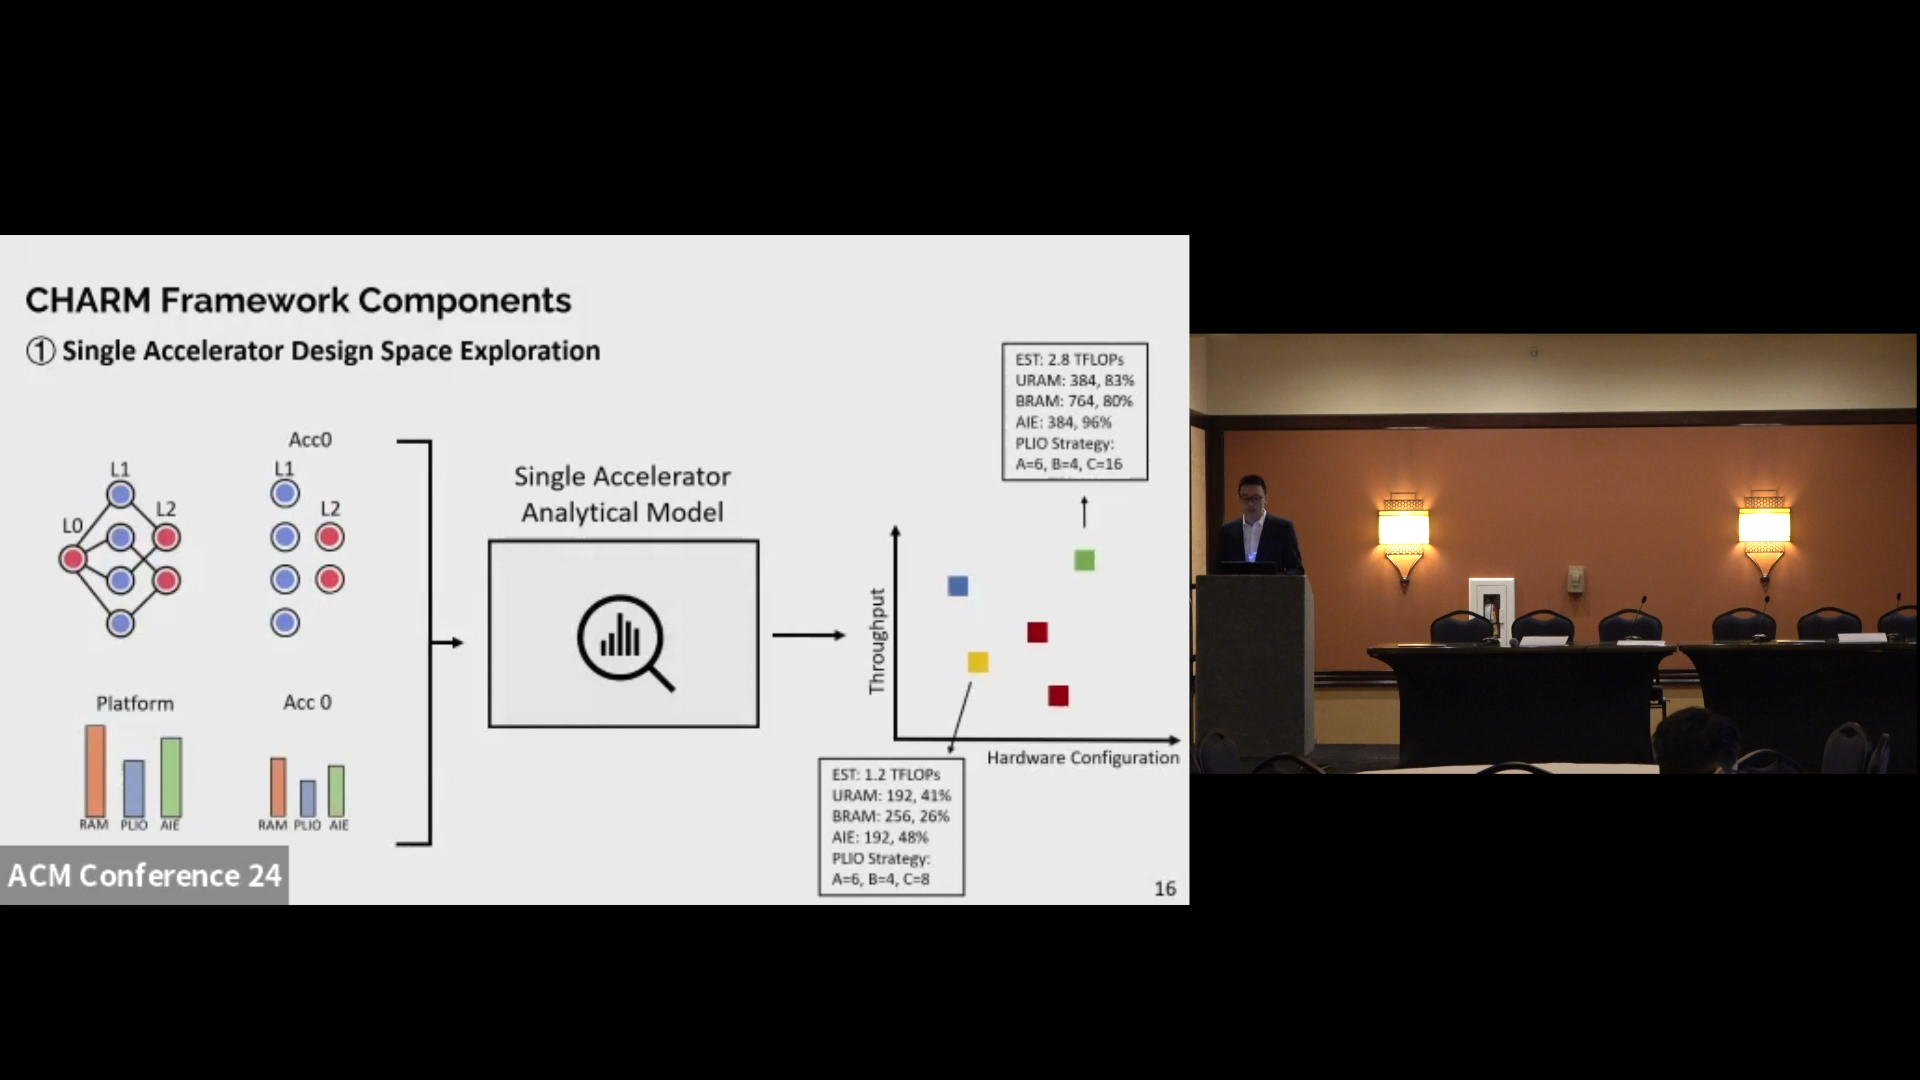 CHARM Framework Components
① Single Accelerator Design Space Exploration
L0
L1
L2
Acc0
L1
L2
Platform
RAM PLIO AIE
Acc 0
RAM PLIO AIE
Single Accelerator
Analytical Model
Throughput
Hardware Configuration
EST: 2.8 TFLOPs
URAM: 384, 83%
BRAM: 764, 80%
AIE: 384, 96%
PLIO Strategy:
A=6, B=4, C=16
EST: 1.2 TFLOPs
URAM: 192, 41%
BRAM: 256, 26%
AIE: 192, 48%
PLIO Strategy:
A=6, B=4, C=8
16
ACM Conference 24